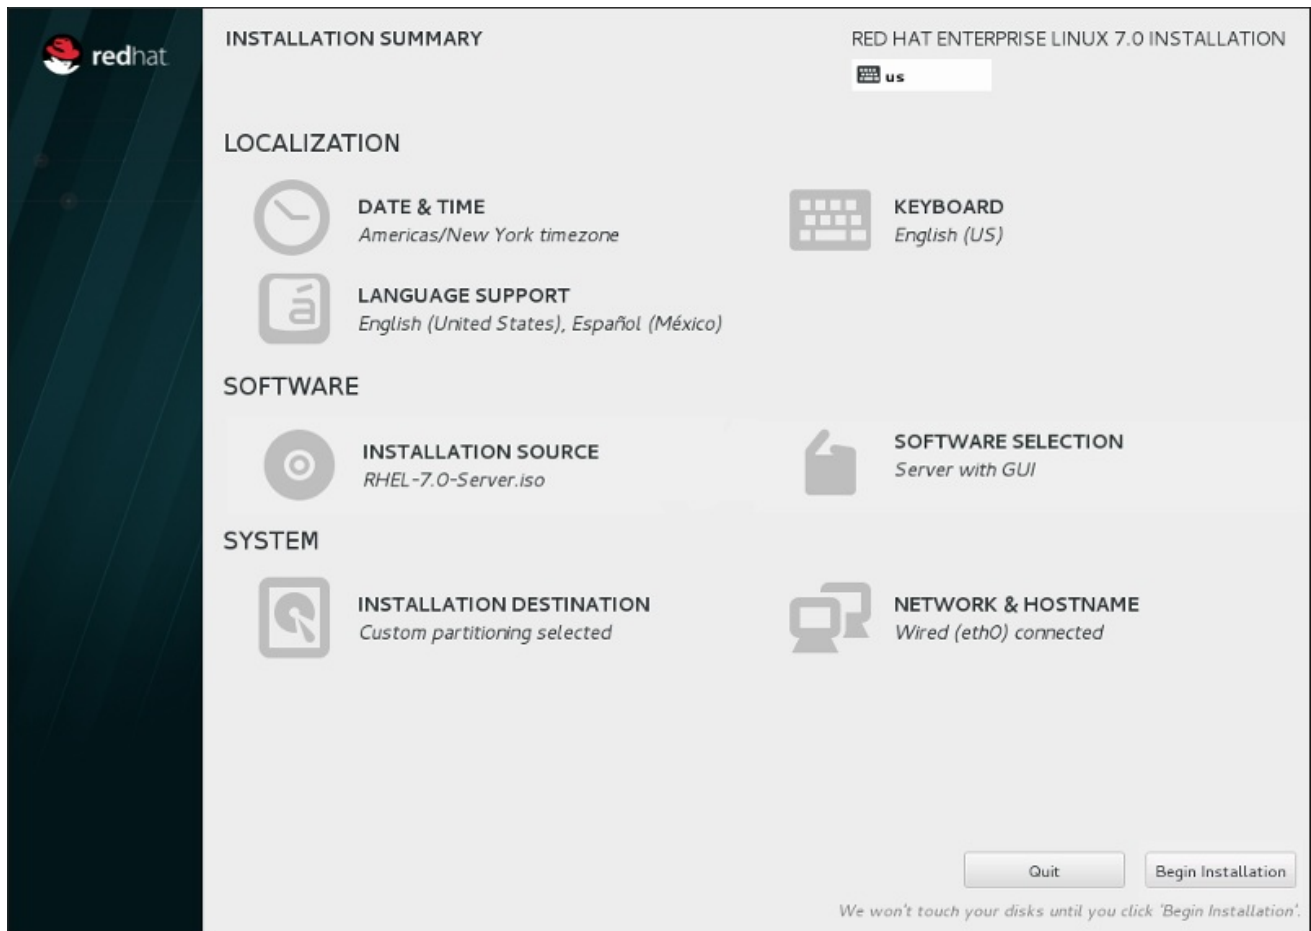 redhat
INSTALLATION SUMMARY
RED HAT ENTERPRISE LINUX 7.0 INSTALLATION
us
LOCALIZATION
DATE & TIME
Americas/New York timezone
KEYBOARD
English (US)
á
LANGUAGE SUPPORT
English (United States), Español (México)
SOFTWARE
INSTALLATION SOURCE
RHEL-7.0-Server.iso
SOFTWARE SELECTION
Server with GUI
SYSTEM
INSTALLATION DESTINATION
Custom partitioning selected
NETWORK & HOSTNAME
Wired (eth0) connected
Quit
Begin Installation
We won't touch your disks until you click 'Begin Installation'.